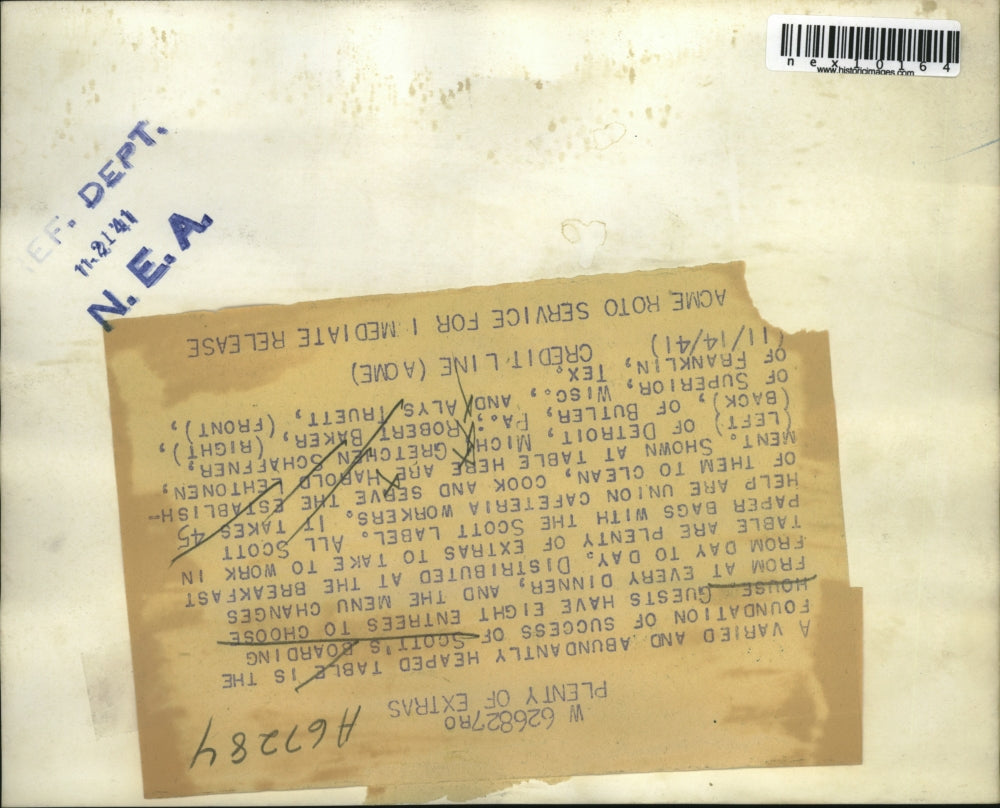 nex10164
www.historicimages.com
EF. DEPT.
11.21'41
N. E. A.
A67284
W 626827RO
PLENTY OF EXTRAS
A VARIED AND ABUNDANTLY HEAPED TABLE IS THE
FOUNDATION OF SUCCESS OF SCOTT'S BOARDING
HOUSE. GUESTS HAVE EIGHT ENTREES TO CHOOSE
FROM AT EVERY DINNER, AND THE MENU CHANGES
FROM DAY TO DAY. DISTRIBUTED AT THE BREAKFAST
TABLE ARE PLENTY OF EXTRAS TO TAKE TO WORK IN
PAPER BAGS WITH THE SCOTT LABEL. ALL SCOTT
HELP ARE UNION CAFETERIA WORKERS. IT TAKES 45
OF THEM TO CLEAN, COOK AND SERVE THE ESTABLISH-
MENT. SHOWN AT TABLE HERE ARE HAROLD LEHTONEN,
(LEFT) OF DETROIT, MICH., GRETCHEN SCHAFFNER,
(BACK), OF BUTLER, PA., ROBERT BAKER, (RIGHT),
OF SUPERIOR, WISC., AND ALYS TRUETT, (FRONT),
OF FRANKLIN, TEX.
(11/14/41) CREDIT LINE (ACME)
ACME ROTO SERVICE FOR I MEDIATE RELEASE